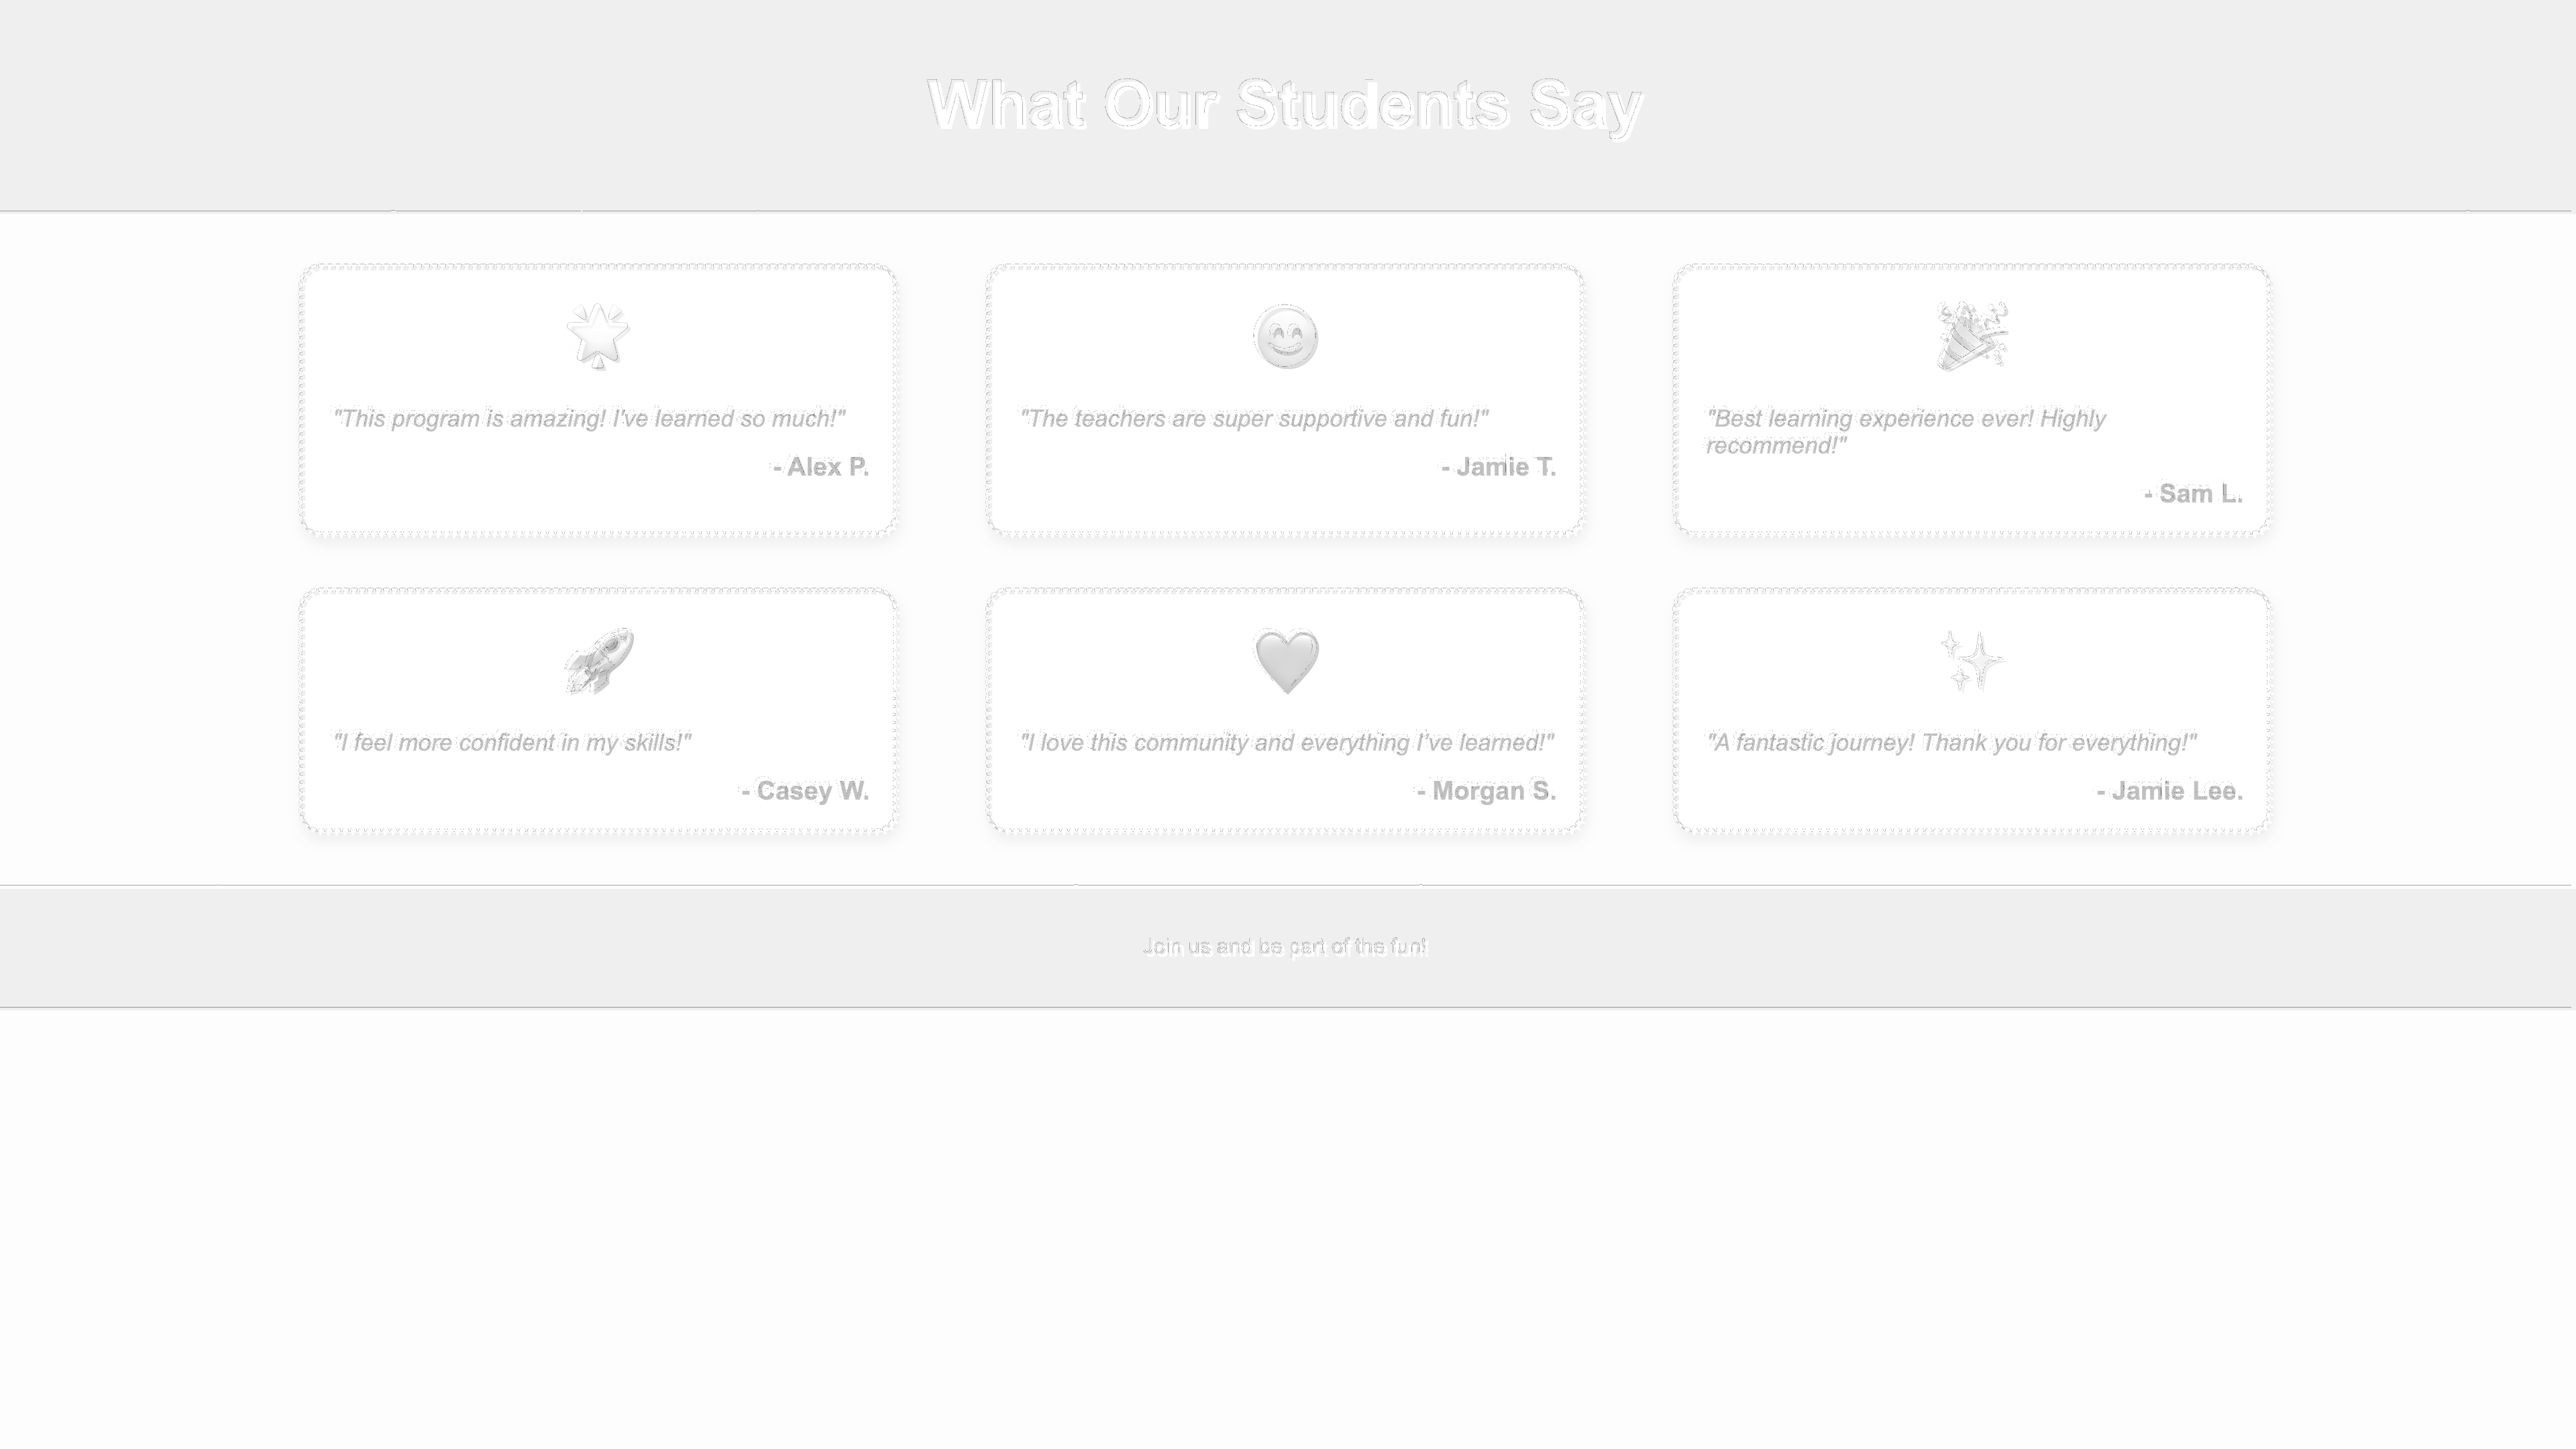 What Our Students Say
"This program is amazing! I've learned so much!"
- Alex P.
"The teachers are super supportive and fun!"
- Jamie T.
"Best learning experience ever! Highly
recommend!"
- Sam L.
"I feel more confident in my skills!"
- Casey W.
"I love this community and everything I've learned!"
- Morgan S.
"A fantastic journey! Thank you for everything!"
- Jamie Lee.
Join us and be part of the fun!